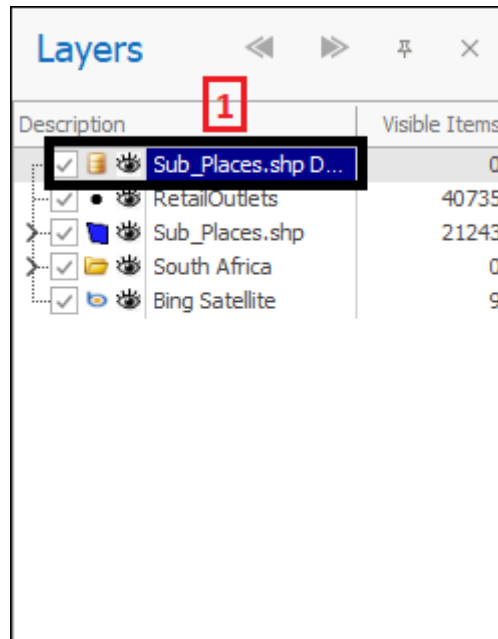 Layers
1
Description Visible Items
Sub_Places.shp D... 0
RetailOutlets 40735
Sub_Places.shp 21243
South Africa 0
Bing Satellite 9